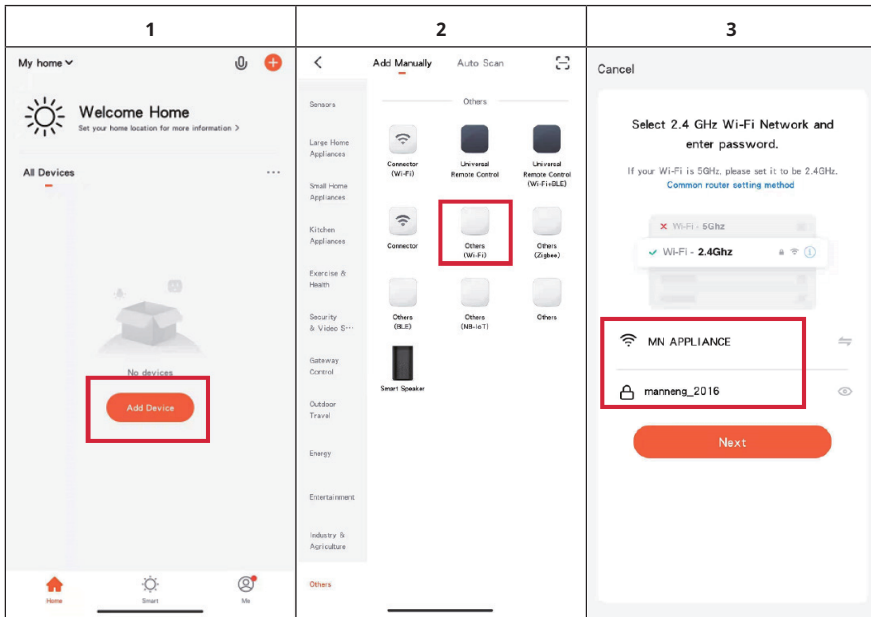 1
2
3
My home
Welcome Home
Set your home location for more information >
All Devices
...
No devices
Add Device
Home
Smart
Me
Add Manually
Auto Scan
Sensors
Large Home
Appliances
Small Home
Appliances
Kitchen
Appliances
Exercise &
Health
Security
& Video S···
Gateway
Control
Outdoor
Travel
Energy
Entertainment
Industry &
Agriculture
Others
Others
Connector
(Wi-Fi)
Universal
Remote Control
Universal
Remote Control
(Wi-Fi+BLE)
Connector
Others
(Wi-Fi)
Others
(Zigbee)
Others
(BLE)
Others
(NB-IoT)
Others
Smart Speaker
Cancel
Select 2.4 GHz Wi-Fi Network and
enter password.
If your Wi-Fi is 5GHz, please set it to be 2.4GHz.
Common router setting method
Wi-Fi - 5Ghz
Wi-Fi - 2.4Ghz
MN APPLIANCE
manneng_2016
Next